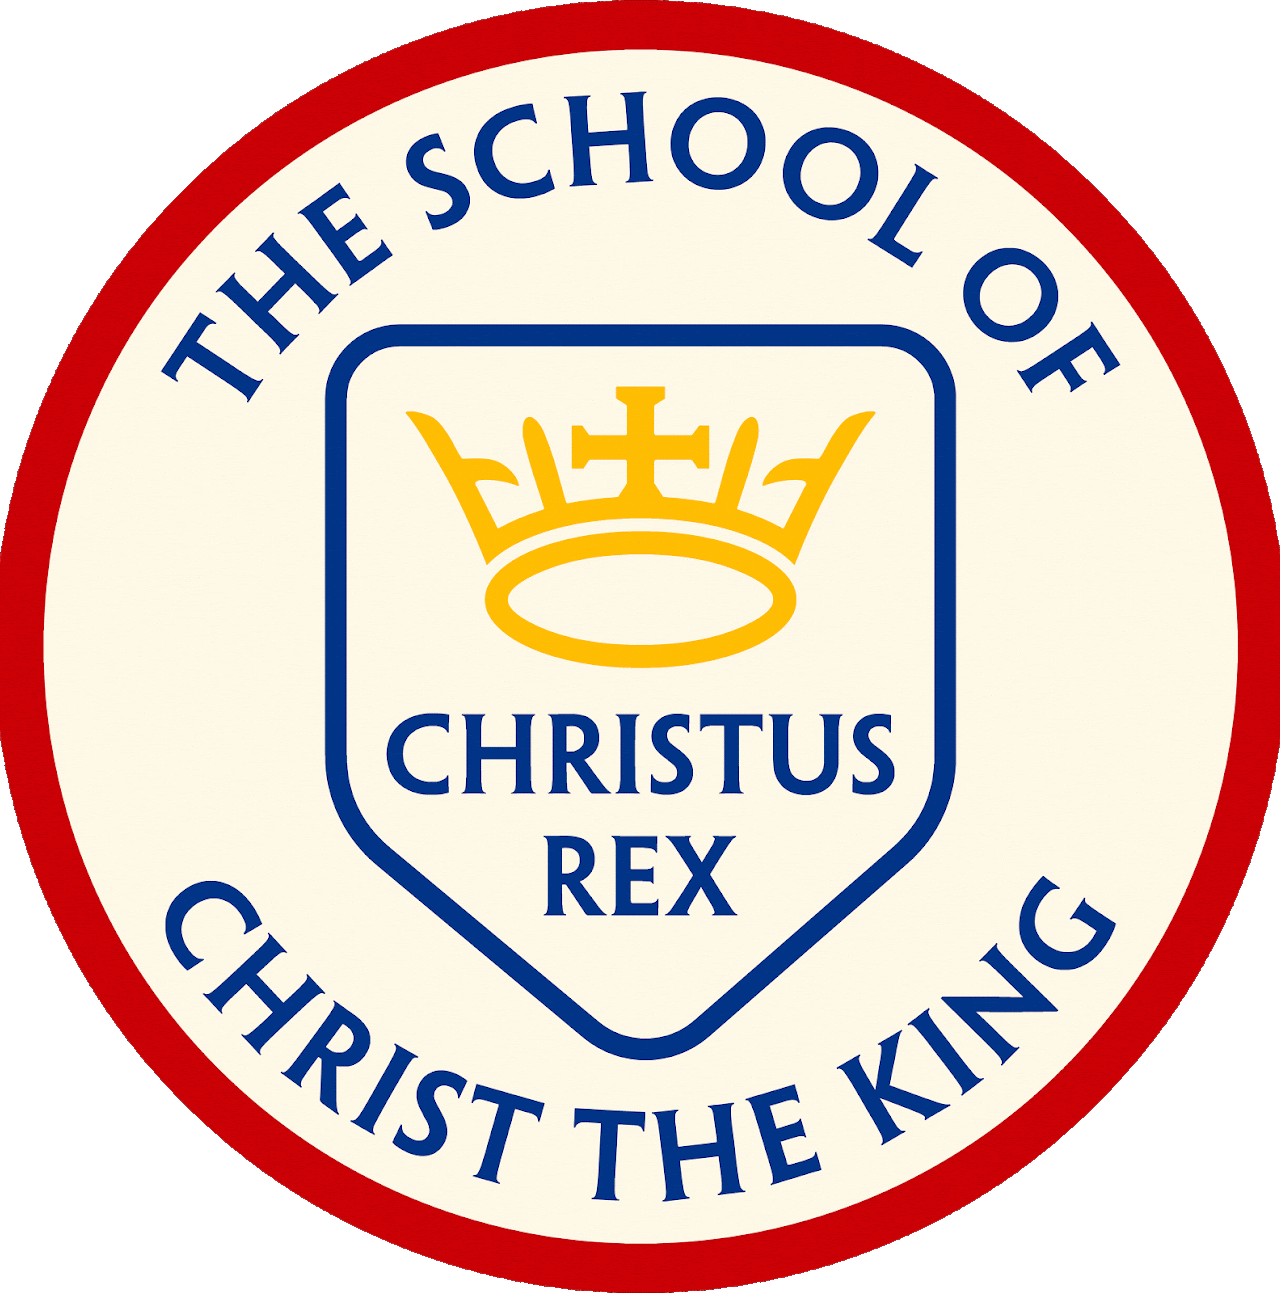 THE SCHOOL OF
CHRISTUS
REX
CHRIST THE KING